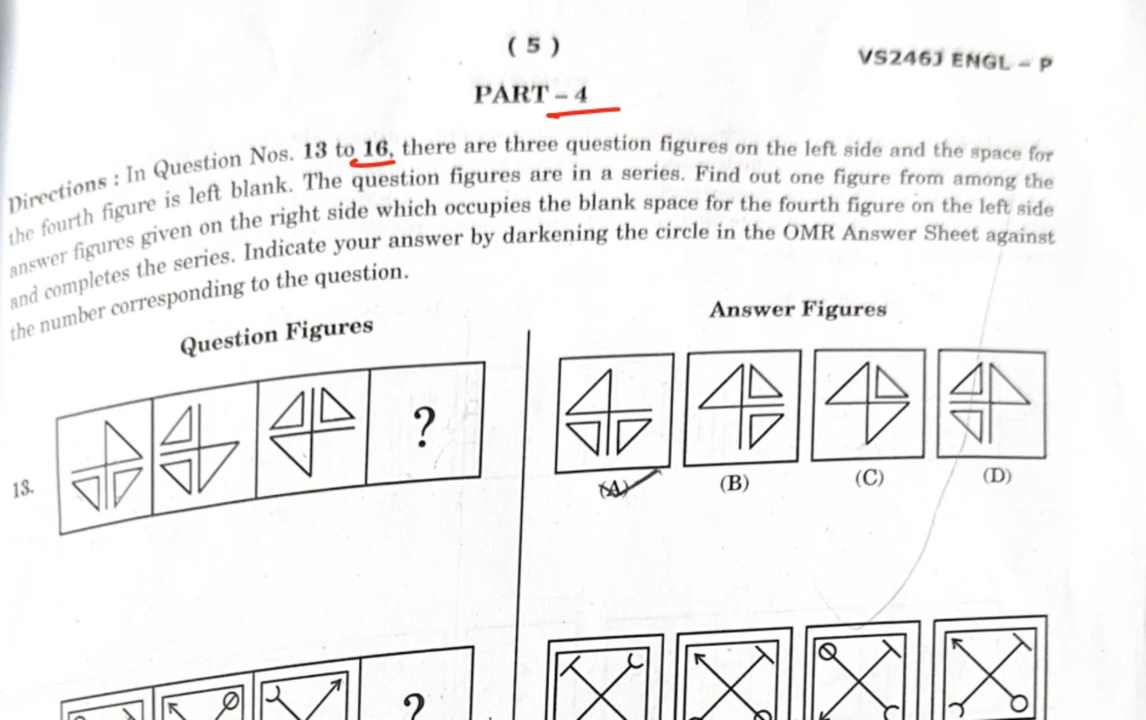 ( 5 )
VS246J ENGL – P
PART – 4
Directions : In Question Nos. 13 to 16, there are three question figures on the left side and the space for
the fourth figure is left blank. The question figures are in a series. Find out one figure from among the
answer figures given on the right side which occupies the blank space for the fourth figure on the left side
and completes the series. Indicate your answer by darkening the circle in the OMR Answer Sheet against
the number corresponding to the question.
Question Figures
Answer Figures
?
13.
(A)
(B)
(C)
(D)
?